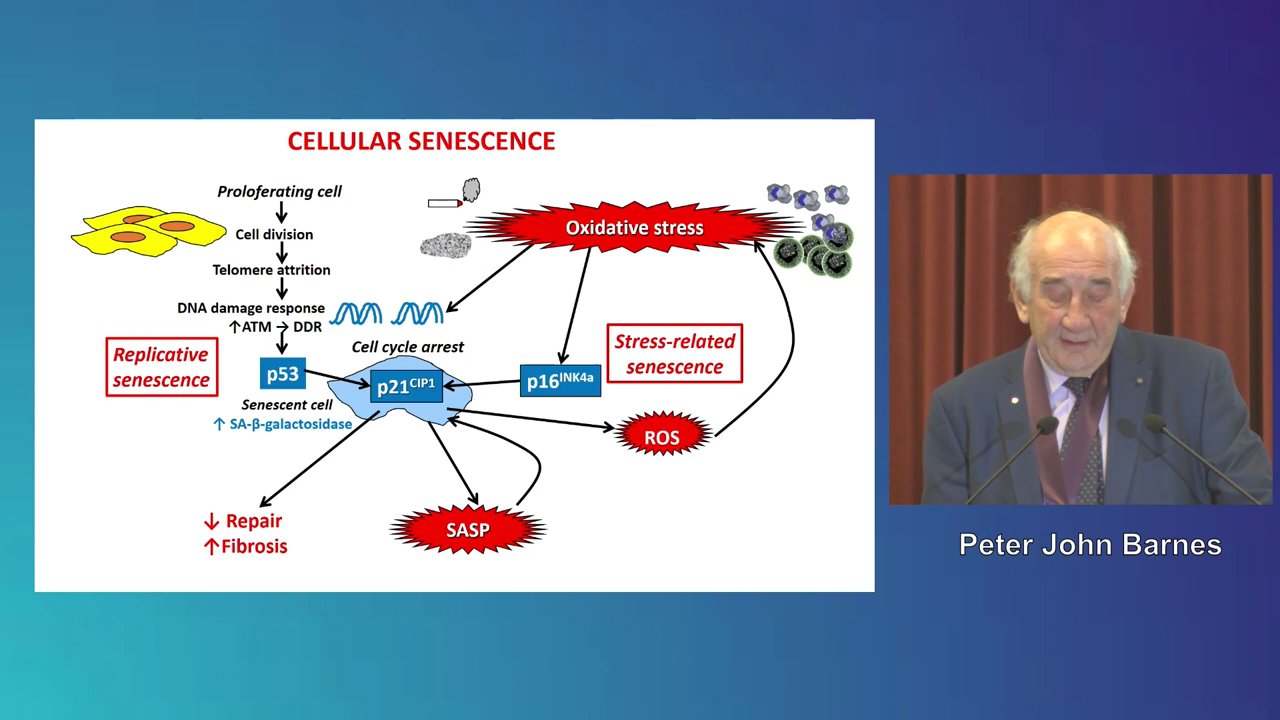 CELLULAR SENESCENCE
Proloferating cell
Cell division
Telomere attrition
DNA damage response
↑ATM → DDR
Replicative
senescence
p53
Senescent cell
↑ SA-β-galactosidase
Cell cycle arrest
p21CIP1
p16INK4a
Oxidative stress
Stress-related
senescence
ROS
SASP
↓ Repair
↑Fibrosis
Peter John Barnes